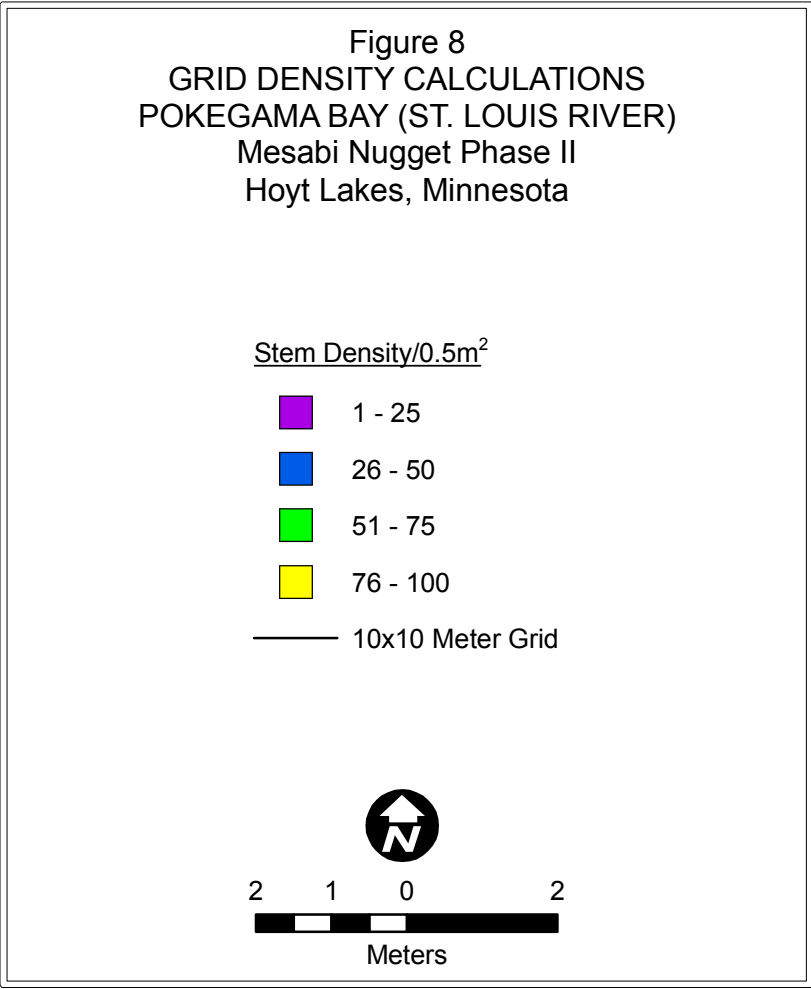 Figure 8
GRID DENSITY CALCULATIONS
POKEGAMA BAY (ST. LOUIS RIVER)
Mesabi Nugget Phase II
Hoyt Lakes, Minnesota
Stem Density/0.5m²
1 - 25
26 - 50
51 - 75
76 - 100
10x10 Meter Grid
N
2 1 0 2
Meters